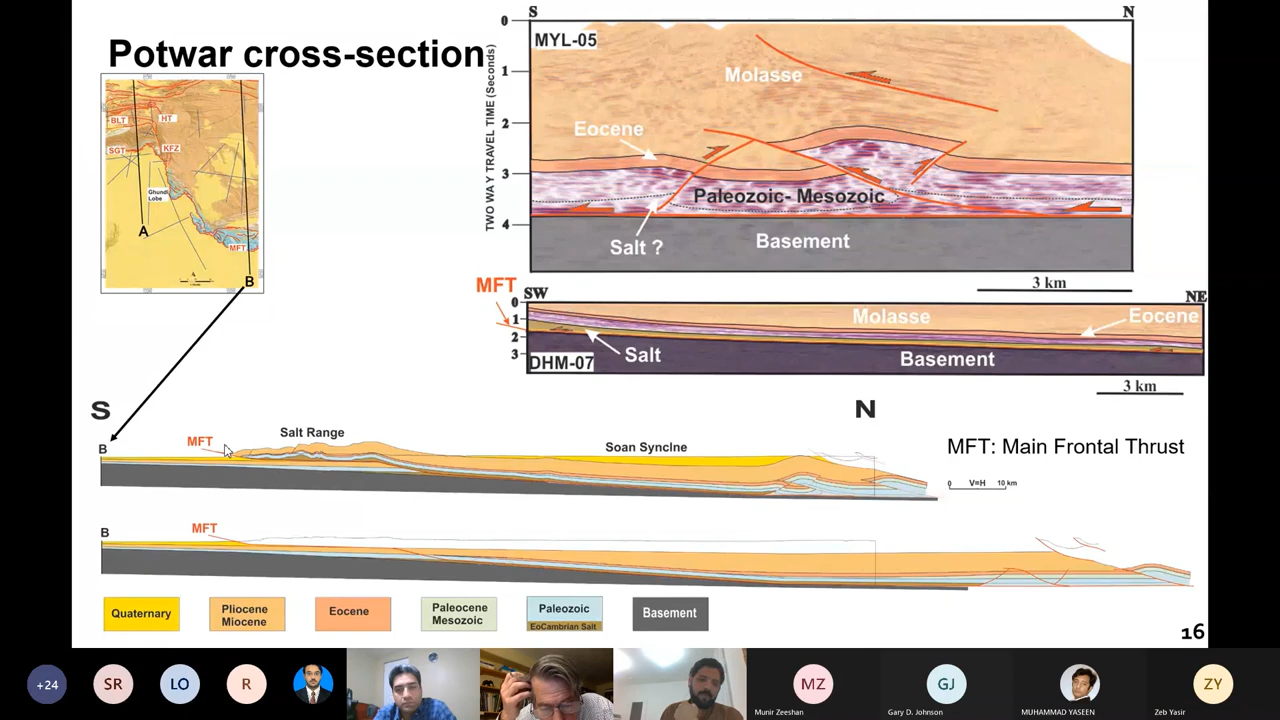 Potwar cross-section
BLT
HT
SGT
KFZ
Ghundi
Lobe
A
MFT
B
S
N
MYL-05
0
1
2
3
4
TWO WAY TRAVEL TIME (Seconds)
Molasse
Eocene
Paleozoic- Mesozoic
Salt ?
Basement
3 km
MFT
SW
NE
0
1
2
3
Molasse
Eocene
Salt
DHM-07
Basement
3 km
S
N
B
MFT
Salt Range
Soan Synclne
MFT: Main Frontal Thrust
0 V=H 10 km
B
MFT
Quaternary
Pliocene
Miocene
Eocene
Paleocene
Mesozoic
Paleozoic
EoCambrian Salt
Basement
16
+24
SR
LO
R
MZ
Munir Zeeshan
GJ
Gary D. Johnson
MUHAMMAD YASEEN
ZY
Zeb Yasir